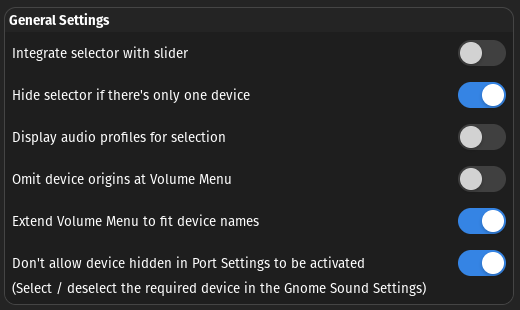 General Settings
Integrate selector with slider
Hide selector if there's only one device
Display audio profiles for selection
Omit device origins at Volume Menu
Extend Volume Menu to fit device names
Don't allow device hidden in Port Settings to be activated
(Select / deselect the required device in the Gnome Sound Settings)